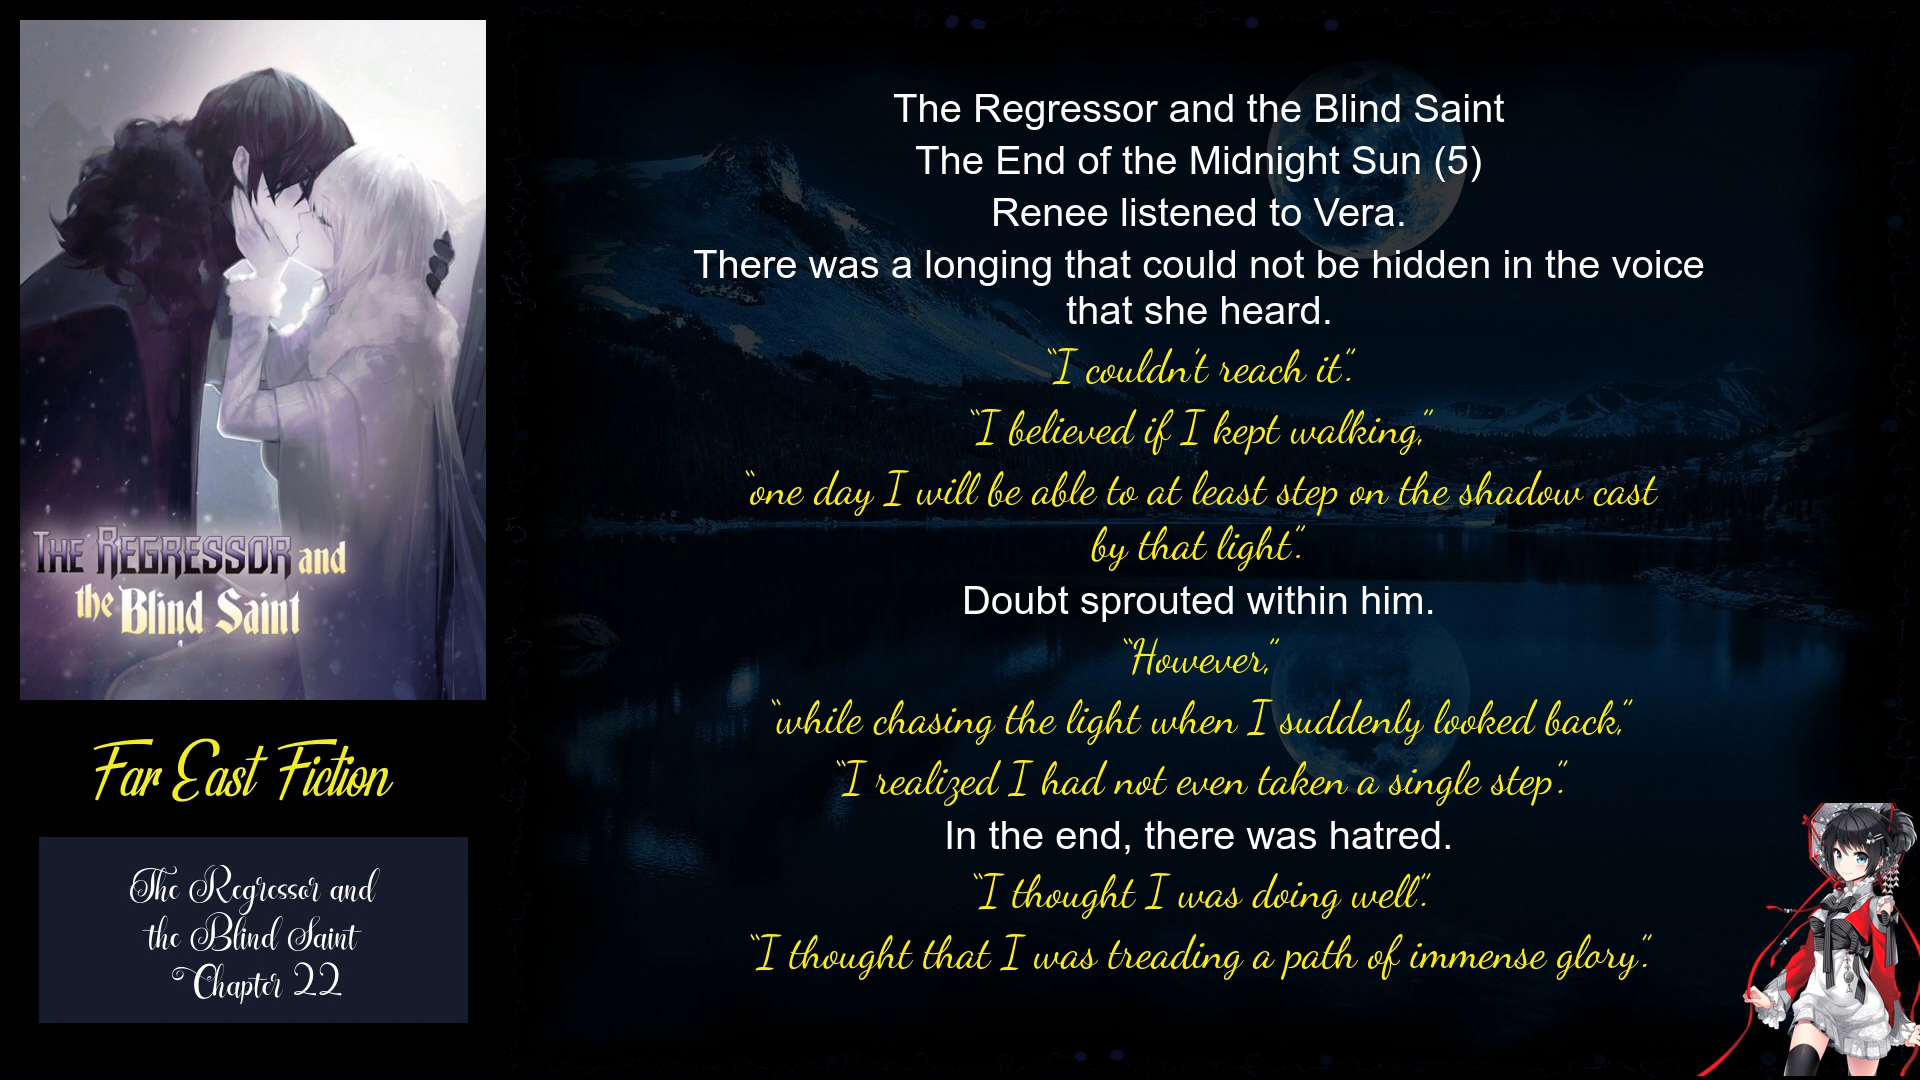 THE REGRESSOR and
the Blind Saint
Far East Fiction
The Regressor and
the Blind Saint
Chapter 22
The Regressor and the Blind Saint
The End of the Midnight Sun (5)
Renee listened to Vera.
There was a longing that could not be hidden in the voice
that she heard.
“I couldn’t reach it”.
“I believed if I kept walking,”
“one day I will be able to at least step on the shadow cast
by that light”.
Doubt sprouted within him.
“However,”
“while chasing the light when I suddenly looked back,”
“I realized I had not even taken a single step”.
In the end, there was hatred.
“I thought I was doing well”.
“I thought that I was treading a path of immense glory”.